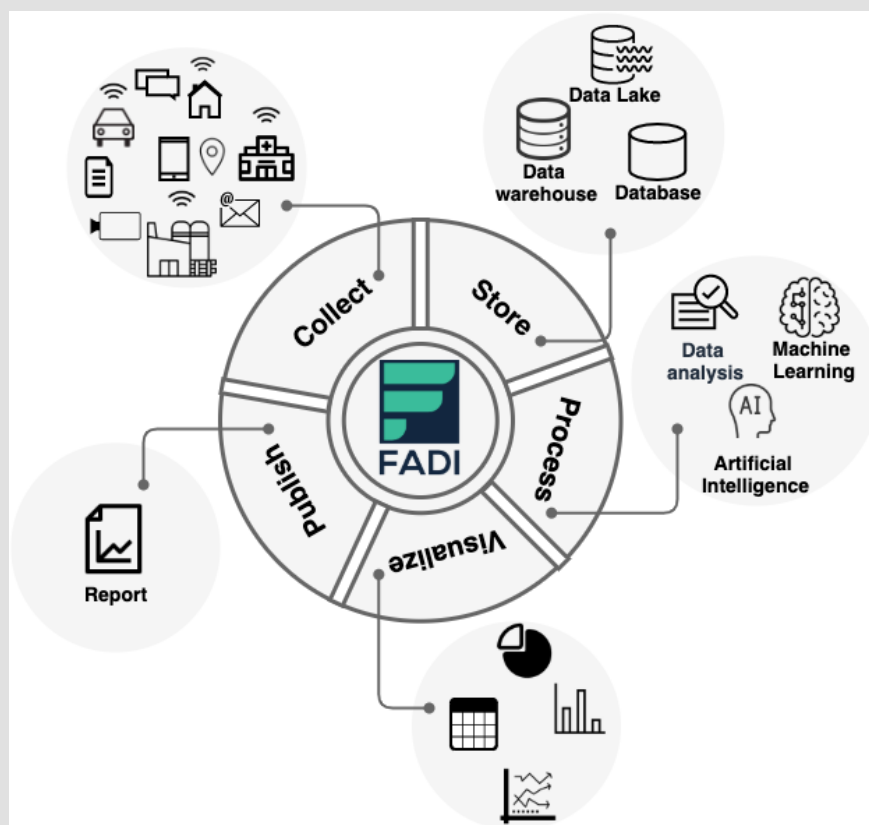 Data Lake
Data
warehouse
Database
Collect
Store
@
Data
analysis
Machine
Learning
AI
Artificial
Intelligence
FADI
Process
Publish
Visualize
Report